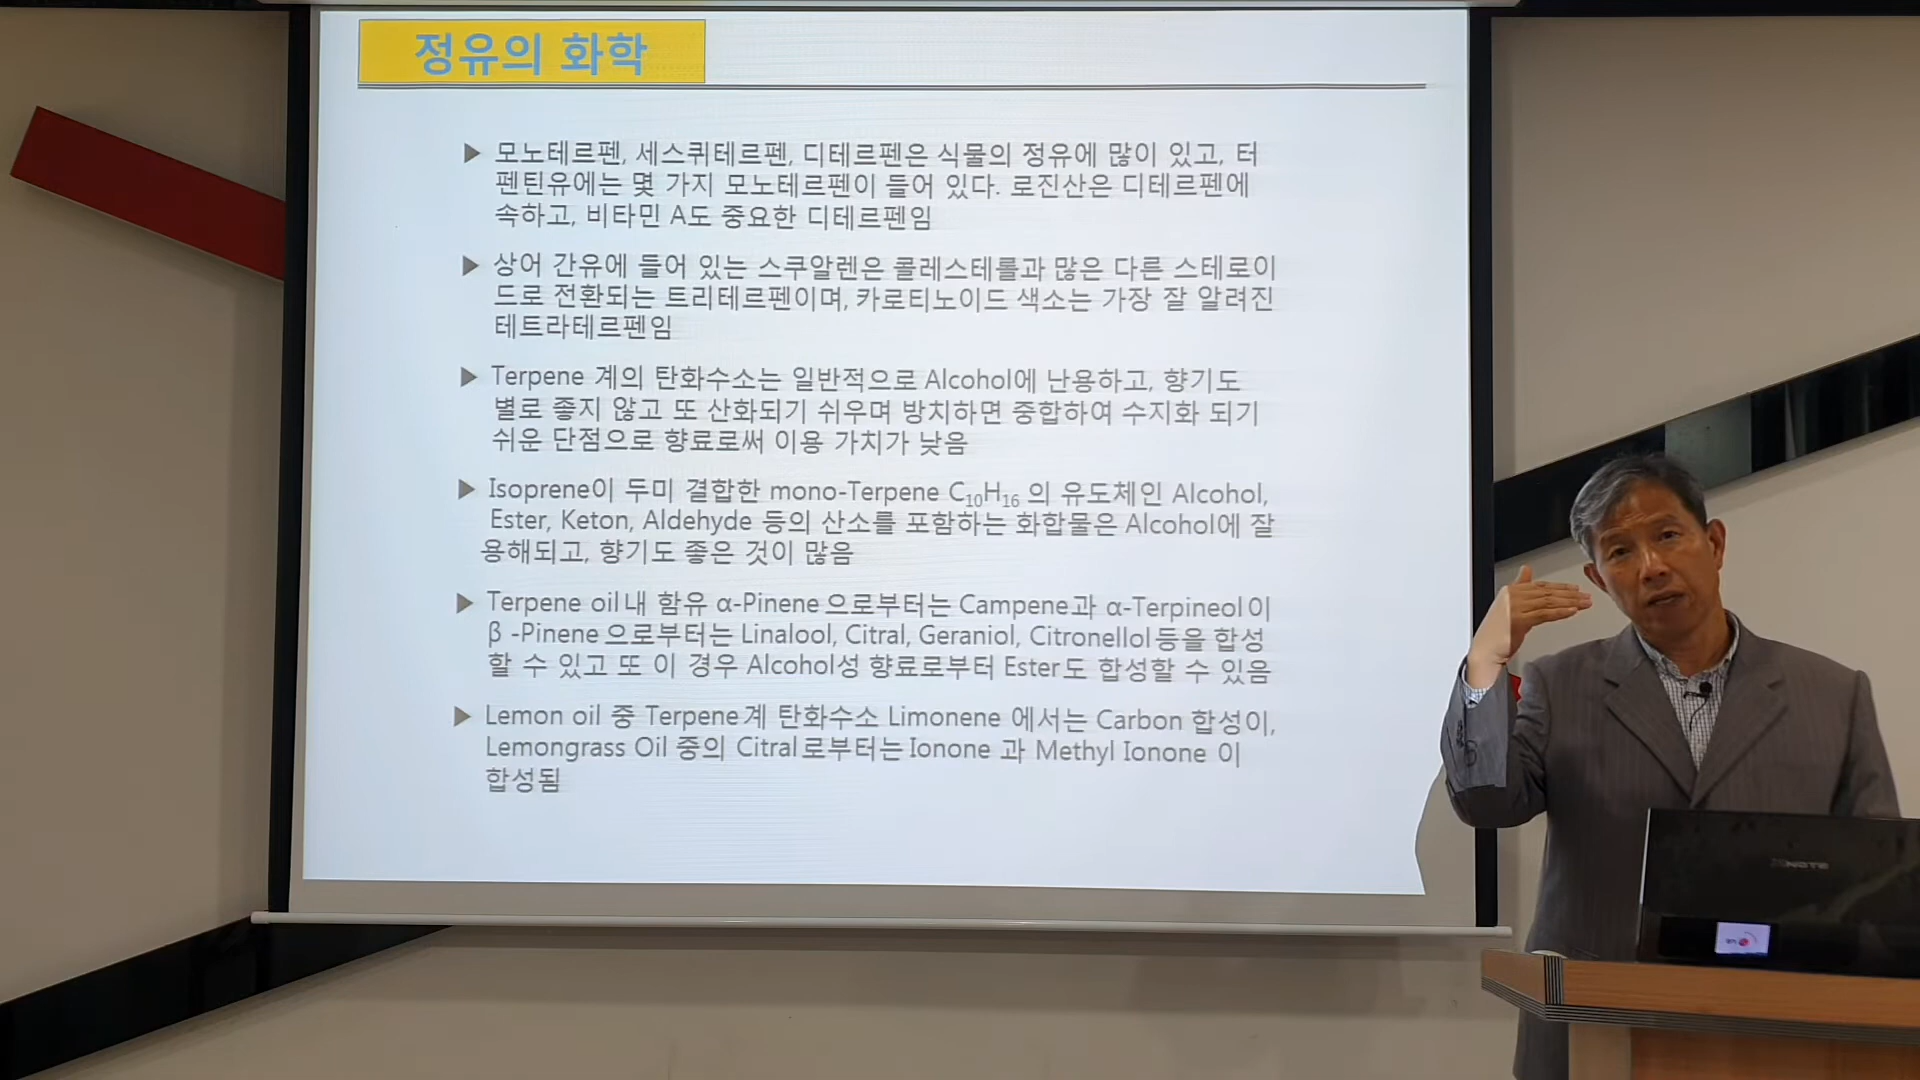 정유의 화학
▶ 모노테르펜, 세스퀴테르펜, 디테르펜은 식물의 정유에 많이 있고, 터
펜틴유에는 몇 가지 모노테르펜이 들어 있다. 로진산은 디테르펜에
속하고, 비타민 A도 중요한 디테르펜임
▶ 상어 간유에 들어 있는 스쿠알렌은 콜레스테롤과 많은 다른 스테로이
드로 전환되는 트리테르펜이며, 카로티노이드 색소는 가장 잘 알려진
테트라테르펜임
▶ Terpene 계의 탄화수소는 일반적으로 Alcohol에 난용하고, 향기도
별로 좋지 않고 또 산화되기 쉬우며 방치하면 중합하여 수지화 되기
쉬운 단점으로 향료로써 이용 가치가 낮음
▶ Isoprene이 두미 결합한 mono-Terpene C₁₀H₁₆ 의 유도체인 Alcohol,
Ester, Keton, Aldehyde 등의 산소를 포함하는 화합물은 Alcohol에 잘
용해되고, 향기도 좋은 것이 많음
▶ Terpene oil내 함유 α-Pinene으로부터는 Campene과 α-Terpineol이
β -Pinene으로부터는 Linalool, Citral, Geraniol, Citronellol등을 합성
할 수 있고 또 이 경우 Alcohol성 향료로부터 Ester도 합성할 수 있음
▶ Lemon oil 중 Terpene계 탄화수소 Limonene 에서는 Carbon 합성이,
Lemongrass Oil 중의 Citral로부터는 Ionone 과 Methyl Ionone 이
합성됨